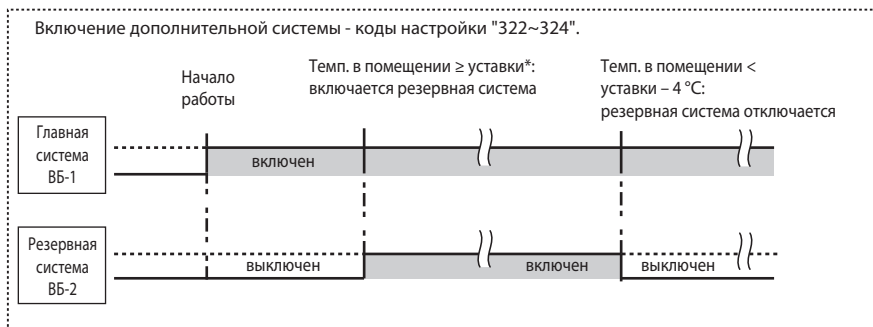 Включение дополнительной системы - коды настройки "322~324".
Начало
работы
Темп. в помещении ≥ уставки*:
включается резервная система
Темп. в помещении <
уставки – 4 °C:
резервная система отключается
Главная
система
ВБ-1
включен
Резервная
система
ВБ-2
выключен
включен
выключен